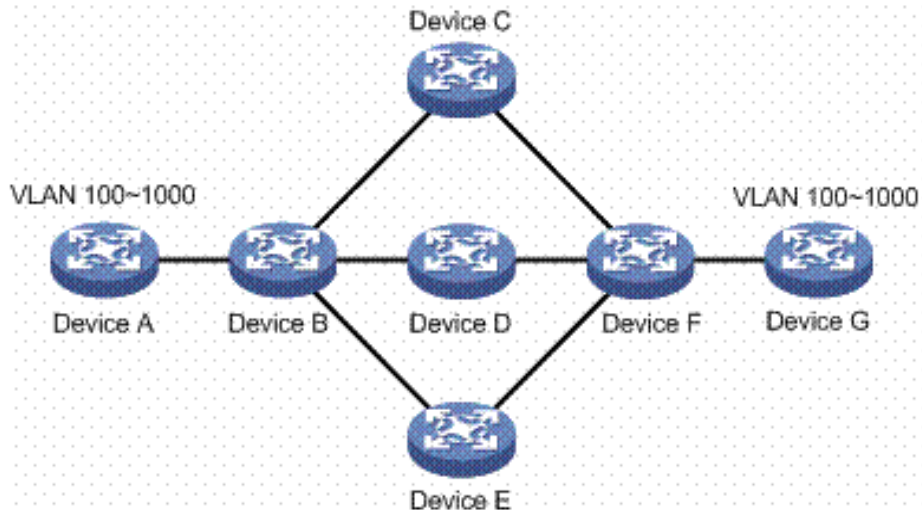 Device C
VLAN 100~1000
VLAN 100~1000
Device A
Device B
Device D
Device F
Device G
Device E